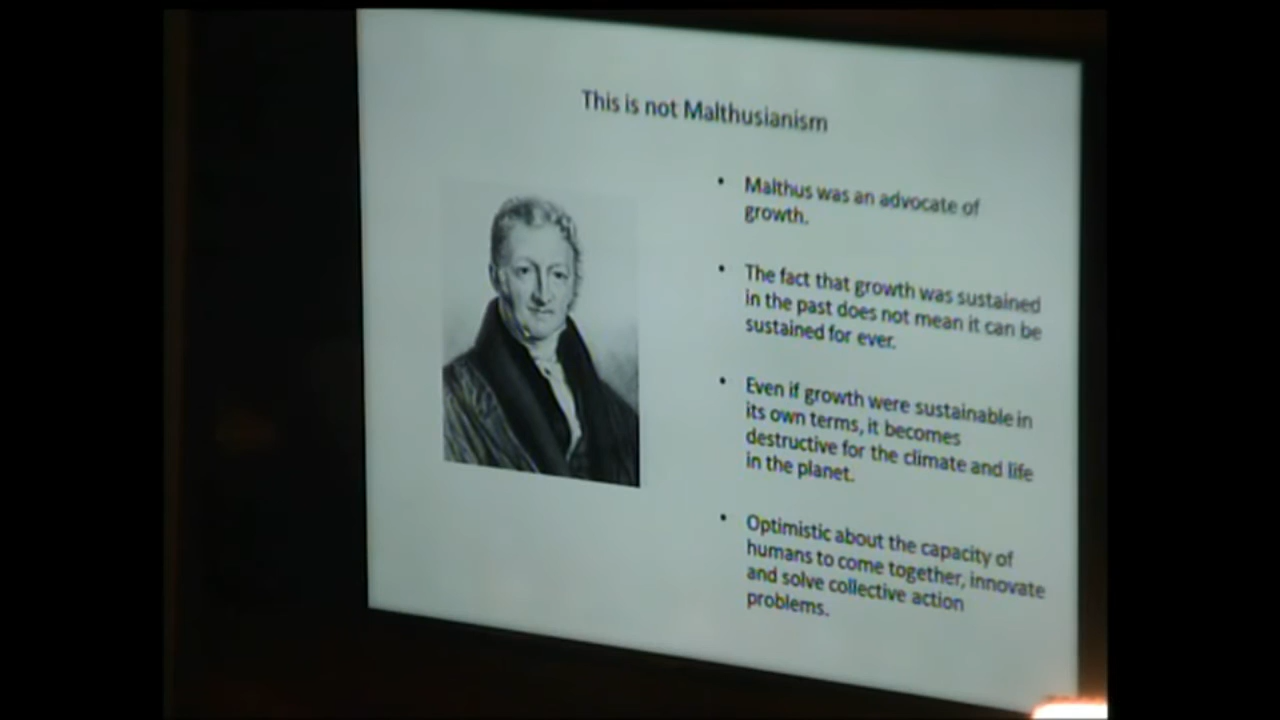 This is not Malthusianism
• Malthus was an advocate of
growth.
• The fact that growth was sustained
in the past does not mean it can be
sustained for ever.
• Even if growth were sustainable in
its own terms, it becomes
destructive for the climate and life
in the planet.
• Optimistic about the capacity of
humans to come together, innovate
and solve collective action
problems.